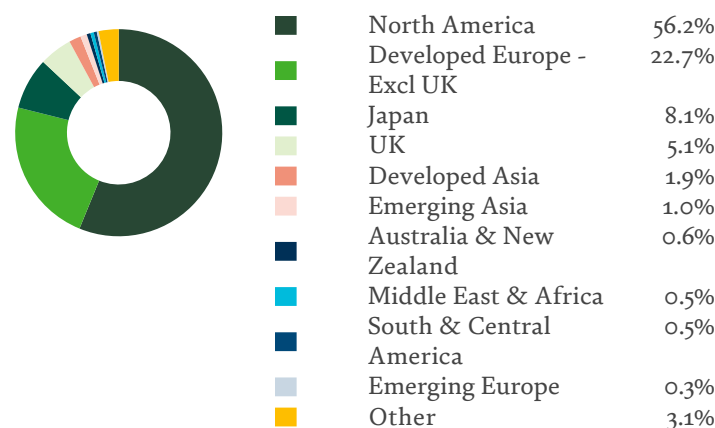 North America 56.2%
Developed Europe - 22.7%
Excl UK
Japan 8.1%
UK 5.1%
Developed Asia 1.9%
Emerging Asia 1.0%
Australia & New 0.6%
Zealand
Middle East & Africa 0.5%
South & Central 0.5%
America
Emerging Europe 0.3%
Other 3.1%